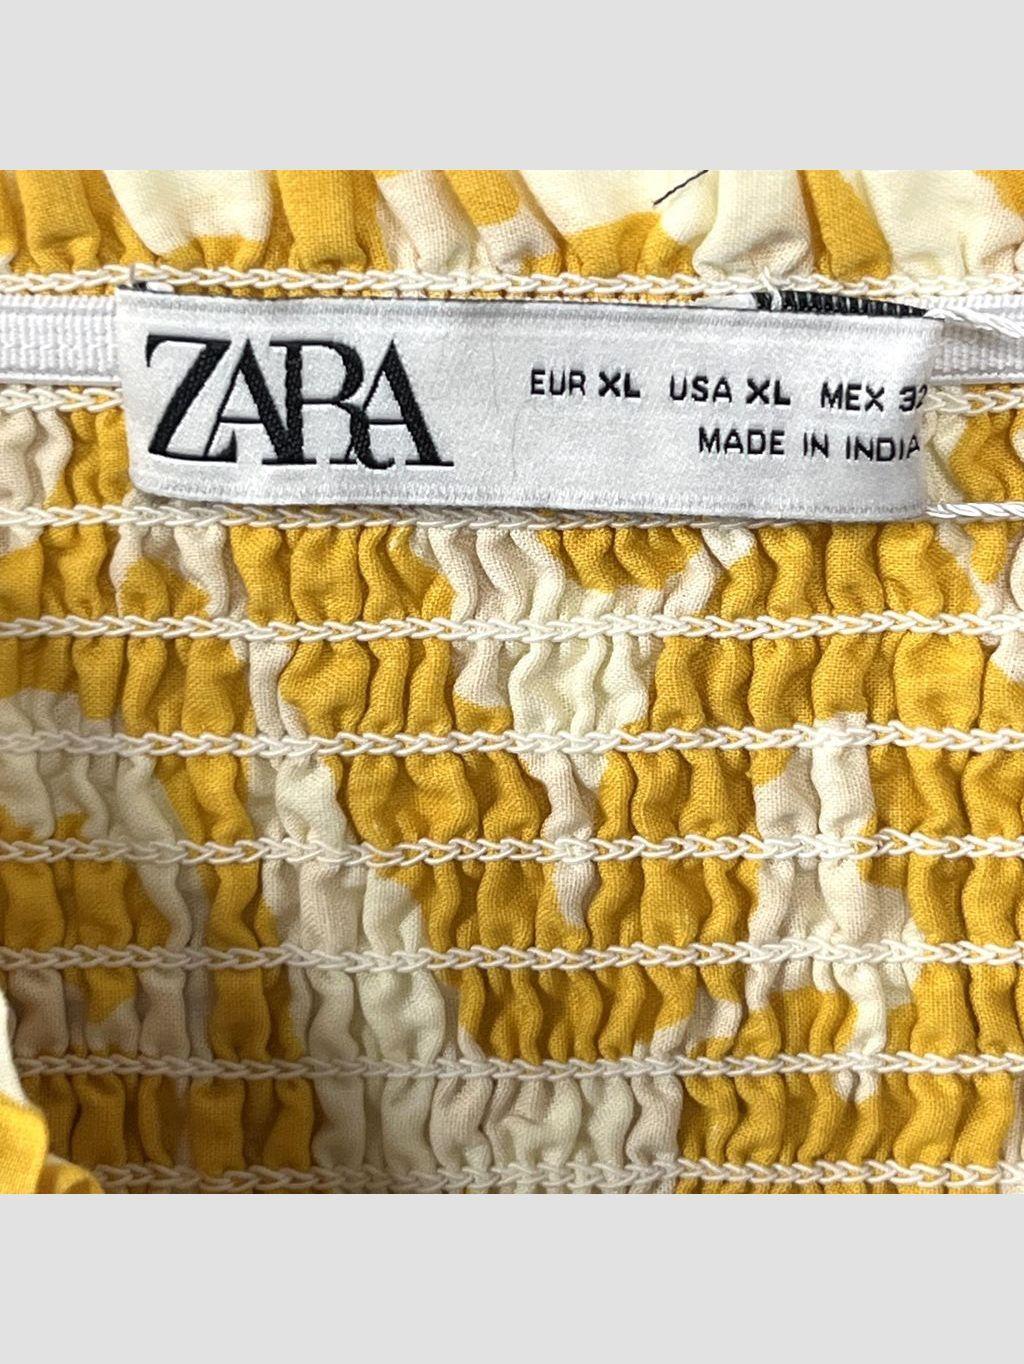 ZARA
EUR XL USA XL MEX 32
MADE IN INDIA